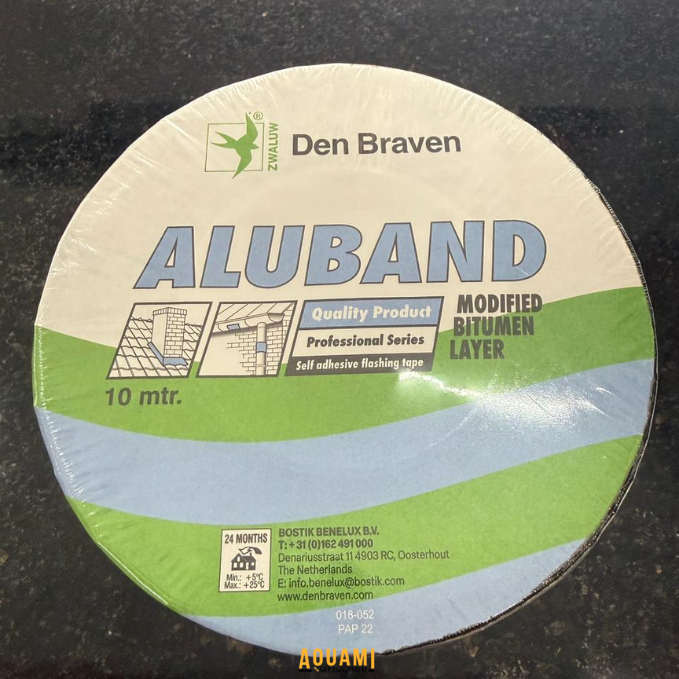 ZWALUW
®
Den Braven
ALUBAND
Quality Product
Professional Series
Self adhesive flashing tape
MODIFIED
BITUMEN
LAYER
10 mtr.
24 MONTHS
Min.: +5°C
Max.: +25°C
BOSTIK BENELUX B.V.
T: +31 (0)162 491 000
Denariusstraat 11 4903 RC, Oosterhout
The Netherlands
E: info.benelux@bostik.com
www.denbraven.com
018-052
PAP 22
AQUAMI